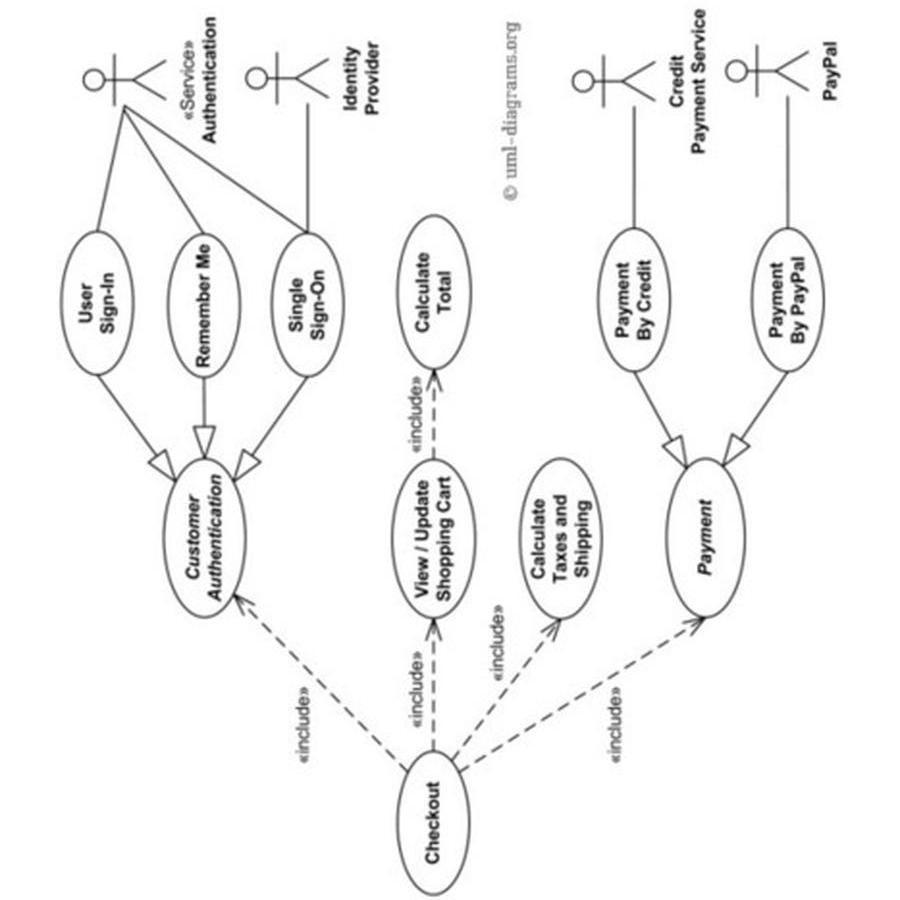 «Service»
Authentication
Identity
Provider
© uml-diagrams.org
Credit
Payment Service
PayPal
User
Sign-In
Remember Me
Single
Sign-On
Calculate
Total
Payment
By Credit
Payment
By PayPal
«include»
Customer
Authentication
View / Update
Shopping Cart
Calculate
Taxes and
Shipping
Payment
«include»
«include»
«include»
«include»
Checkout